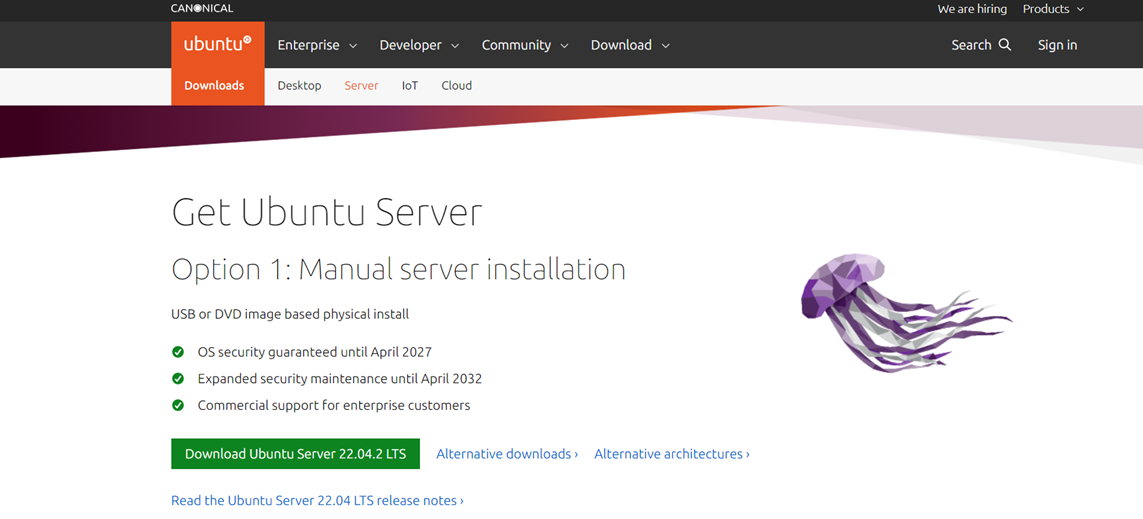 CANONICAL We are hiring Products
ubuntu Enterprise Developer Community Download Search Sign in
Downloads Desktop Server IoT Cloud
Get Ubuntu Server
Option 1: Manual server installation
USB or DVD image based physical install
OS security guaranteed until April 2027
Expanded security maintenance until April 2032
Commercial support for enterprise customers
Download Ubuntu Server 22.04.2 LTS Alternative downloads › Alternative architectures ›
Read the Ubuntu Server 22.04 LTS release notes ›